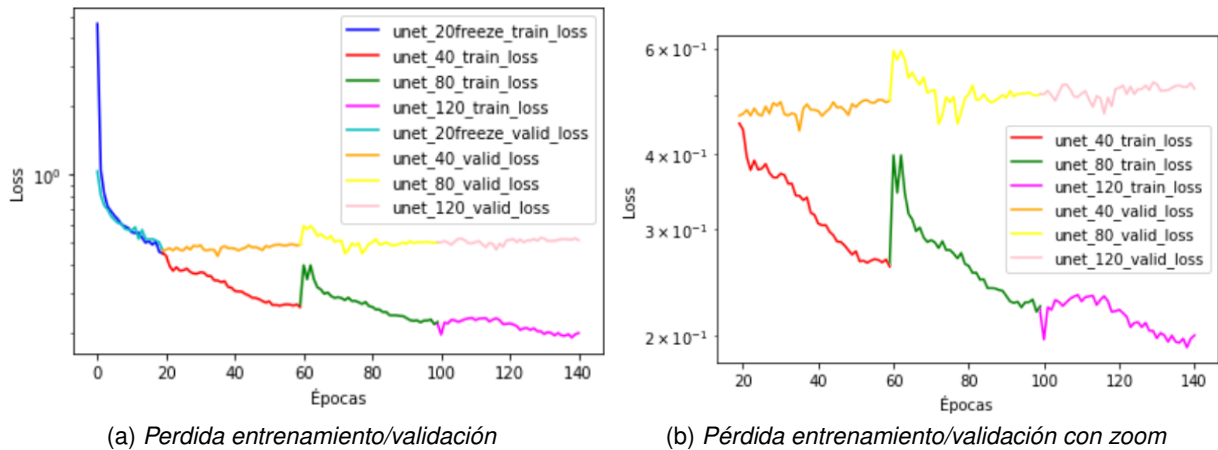 Loss
10⁰
unet_20freeze_train_loss
unet_40_train_loss
unet_80_train_loss
unet_120_train_loss
unet_20freeze_valid_loss
unet_40_valid_loss
unet_80_valid_loss
unet_120_valid_loss
0 20 40 60 80 100 120 140
Épocas
(a) Perdida entrenamiento/validación
Loss
6 × 10⁻¹
4 × 10⁻¹
3 × 10⁻¹
2 × 10⁻¹
unet_40_train_loss
unet_80_train_loss
unet_120_train_loss
unet_40_valid_loss
unet_80_valid_loss
unet_120_valid_loss
20 40 60 80 100 120 140
Épocas
(b) Pérdida entrenamiento/validación con zoom